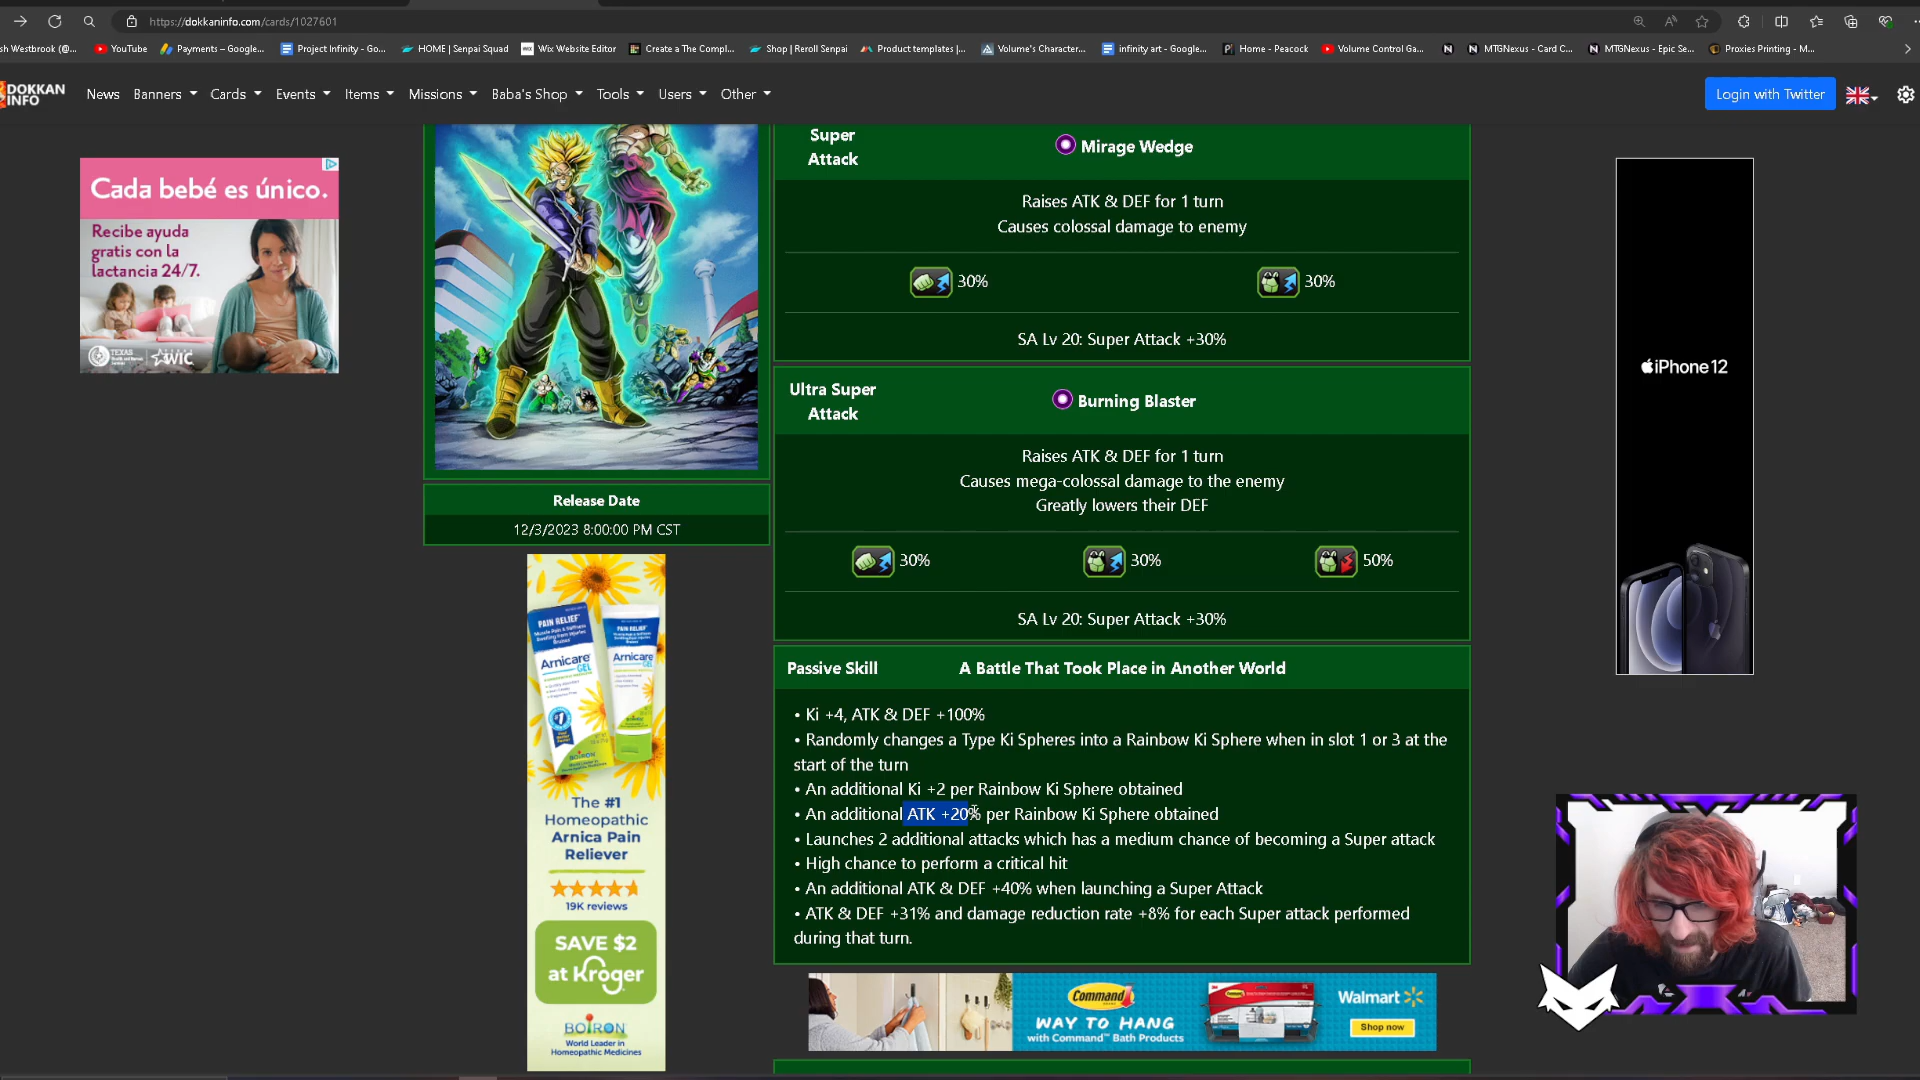 https://dokkaninfo.com/cards/1027601
sh Westbrook (@...
YouTube
Payments – Google...
Project Infinity - Go...
HOME | Senpai Squad
Wix Website Editor
Create a The Compl...
Shop | Reroll Senpai
Product templates |...
Volume's Character...
infinity art - Google...
Home - Peacock
Volume Control Ga...
MTGNexus - Card C...
MTGNexus - Epic Se...
Proxies Printing - M...
DOKKAN
INFO
News
Banners
Cards
Events
Items
Missions
Baba's Shop
Tools
Users
Other
Login with Twitter
Cada bebé es único.
Recibe ayuda
gratis con la
lactancia 24/7.
TEXAS
WIC
Super
Attack
Mirage Wedge
Raises ATK & DEF for 1 turn
Causes colossal damage to enemy
30%
30%
SA Lv 20: Super Attack +30%
Ultra Super
Attack
Burning Blaster
Raises ATK & DEF for 1 turn
Causes mega-colossal damage to the enemy
Greatly lowers their DEF
30%
30%
50%
SA Lv 20: Super Attack +30%
Release Date
12/3/2023 8:00:00 PM CST
Passive Skill
A Battle That Took Place in Another World
• Ki +4, ATK & DEF +100%
• Randomly changes a Type Ki Spheres into a Rainbow Ki Sphere when in slot 1 or 3 at the
start of the turn
• An additional Ki +2 per Rainbow Ki Sphere obtained
• An additional ATK +20% per Rainbow Ki Sphere obtained
• Launches 2 additional attacks which has a medium chance of becoming a Super attack
• High chance to perform a critical hit
• An additional ATK & DEF +40% when launching a Super Attack
• ATK & DEF +31% and damage reduction rate +8% for each Super attack performed
during that turn.
PAIN RELIEF
Arnicare
GEL
PAIN RELIEF
Arnicare
GEL
The #1
Homeopathic
Arnica Pain
Reliever
19K reviews
SAVE $2
at Kroger
BOIRON
World Leader in
Homeopathic Medicines
iPhone 12
Command
WAY TO HANG
with Command™ Bath Products
Walmart
Shop now